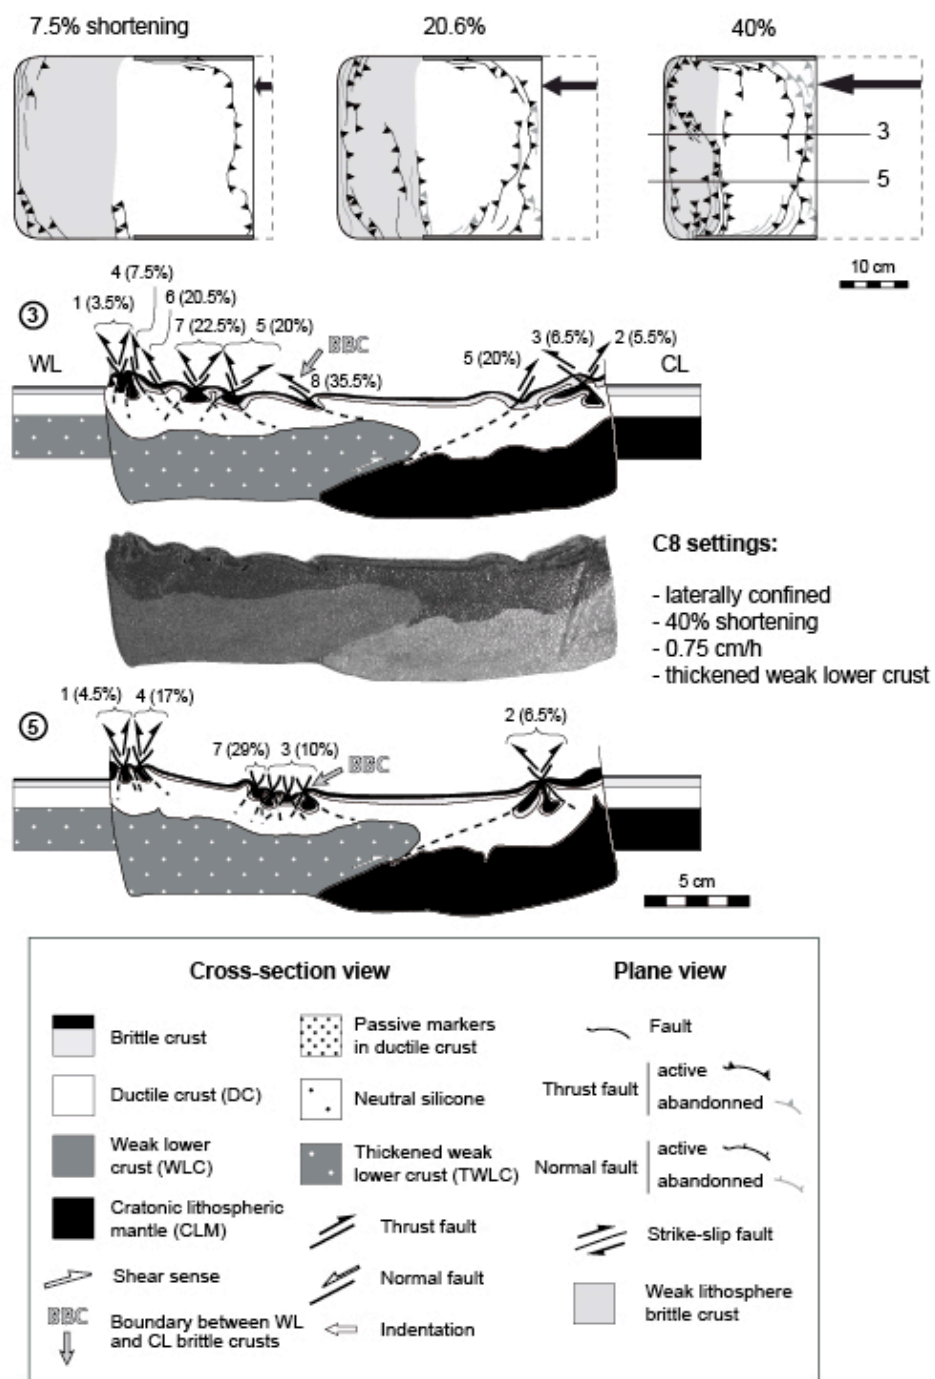 7.5% shortening
20.6%
40%
3
5
10 cm
4 (7.5%)
1 (3.5%)
6 (20.5%)
3
7 (22.5%)
5 (20%)
BBC
3 (6.5%)
2 (5.5%)
WL
5 (20%)
CL
8 (35.5%)
C8 settings:
- laterally confined
- 40% shortening
- 0.75 cm/h
- thickened weak lower crust
1 (4.5%)
4 (17%)
5
7 (29%)
3 (10%)
BBC
2 (6.5%)
5 cm
Cross-section view
Brittle crust
Ductile crust (DC)
Weak lower
crust (WLC)
Cratonic lithospheric
mantle (CLM)
Shear sense
BBC
Boundary between WL
and CL brittle crusts
Passive markers
in ductile crust
Neutral silicone
Thickened weak
lower crust (TWLC)
Thrust fault
Normal fault
Indentation
Plane view
Fault
Thrust fault
active
abandonned
Normal fault
active
abandonned
Strike-slip fault
Weak lithosphere
brittle crust